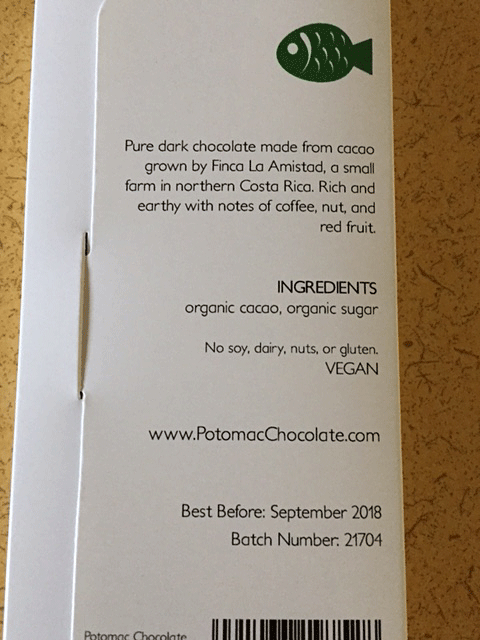 Pure dark chocolate made from cacao
grown by Finca La Amistad, a small
farm in northern Costa Rica. Rich and
earthy with notes of coffee, nut, and
red fruit.
INGREDIENTS
organic cacao, organic sugar
No soy, dairy, nuts, or gluten.
VEGAN
www.PotomacChocolate.com
Best Before: September 2018
Batch Number: 21704
Potomac Chocolate